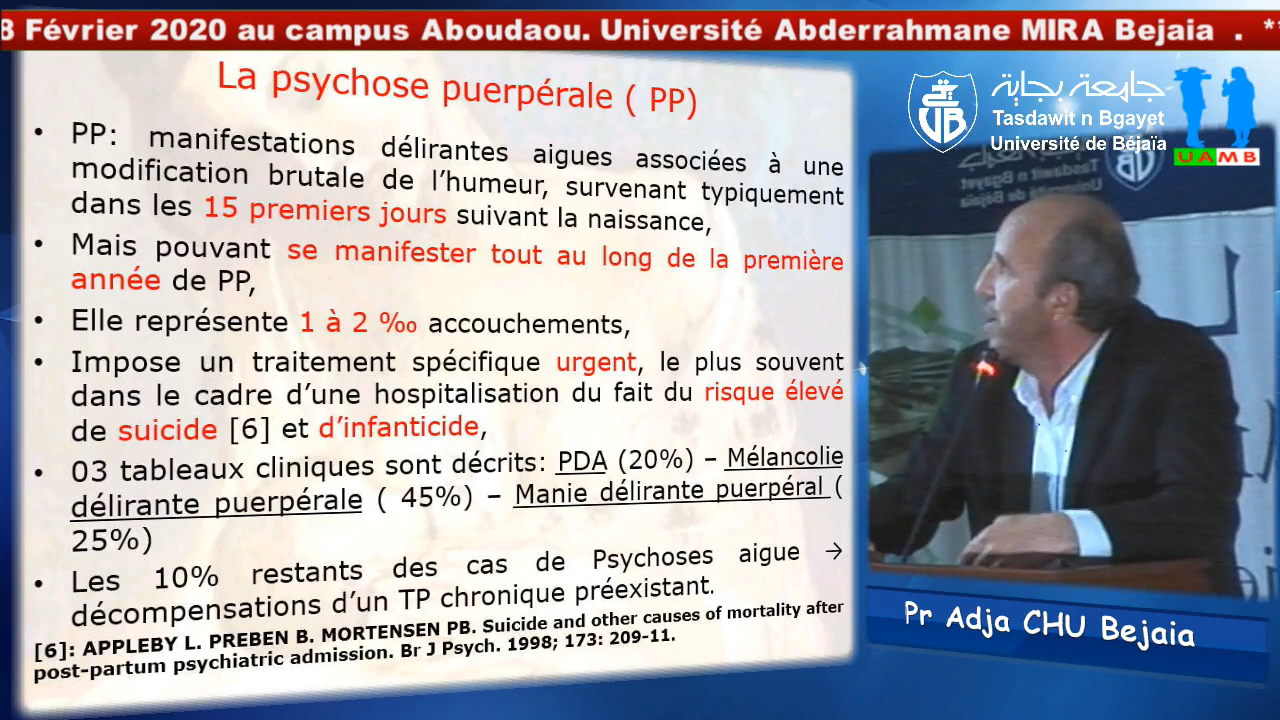 8 Février 2020 au campus Aboudaou. Université Abderrahmane MIRA Bejaia . *
La psychose puerpérale ( PP)
• PP: manifestations délirantes aigues associées à une
modification brutale de l’humeur, survenant typiquement
dans les 15 premiers jours suivant la naissance,
• Mais pouvant se manifester tout au long de la première
année de PP,
• Elle représente 1 à 2 ‰ accouchements,
• Impose un traitement spécifique urgent, le plus souvent
dans le cadre d’une hospitalisation du fait du risque élevé
de suicide [6] et d’infanticide,
• 03 tableaux cliniques sont décrits: PDA (20%) – Mélancolie
délirante puerpérale ( 45%) – Manie délirante puerpéral (
25%)
• Les 10% restants des cas de Psychoses aigue →
décompensations d’un TP chronique préexistant.
[6]: APPLEBY L. PREBEN B. MORTENSEN PB. Suicide and other causes of mortality after
post-partum psychiatric admission. Br J Psych. 1998; 173: 209-11.
جامعة بجاية
Tasdawit n Bgayet
Université de Béjaïa
UAMB
Tasdawit n Bgayet
Université de Béjaïa
Pr Adja CHU Bejaia